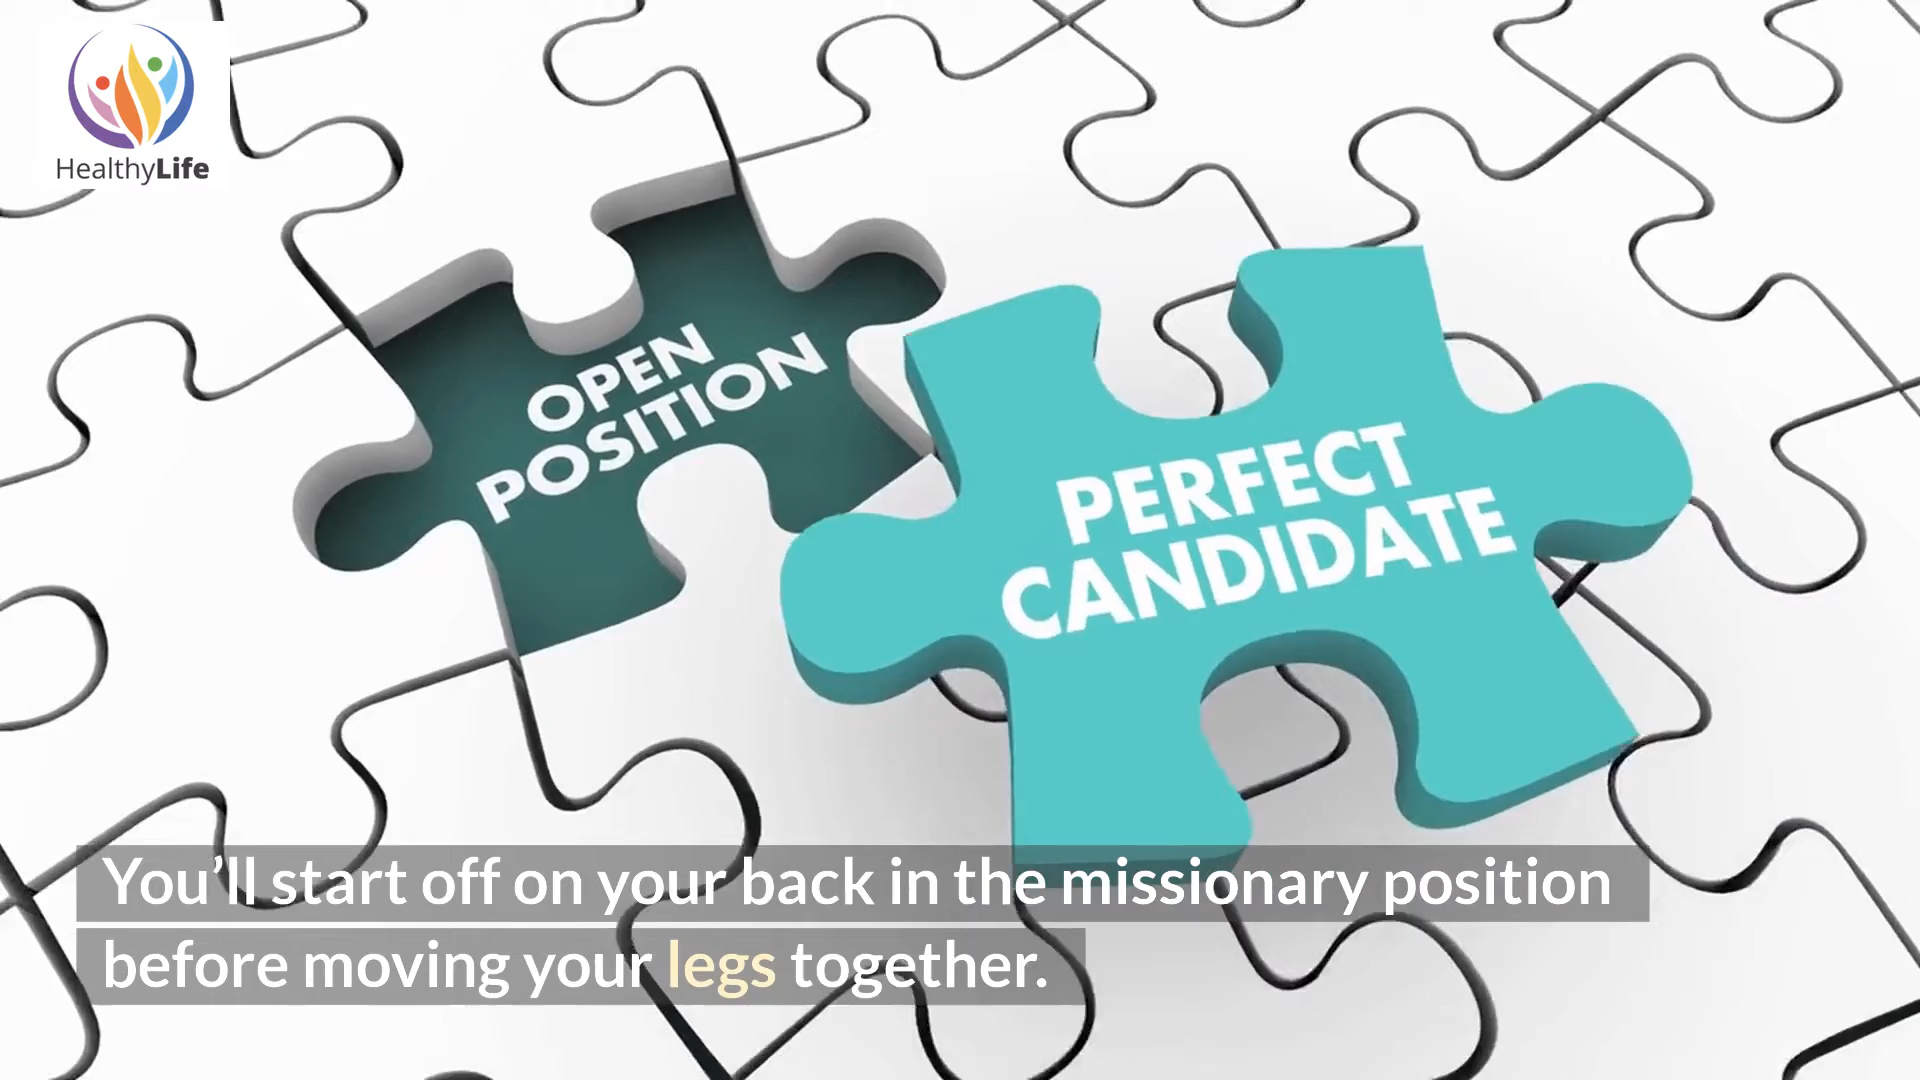 HealthyLife
OPEN
POSITION
PERFECT
CANDIDATE
You’ll start off on your back in the missionary position
before moving your legs together.